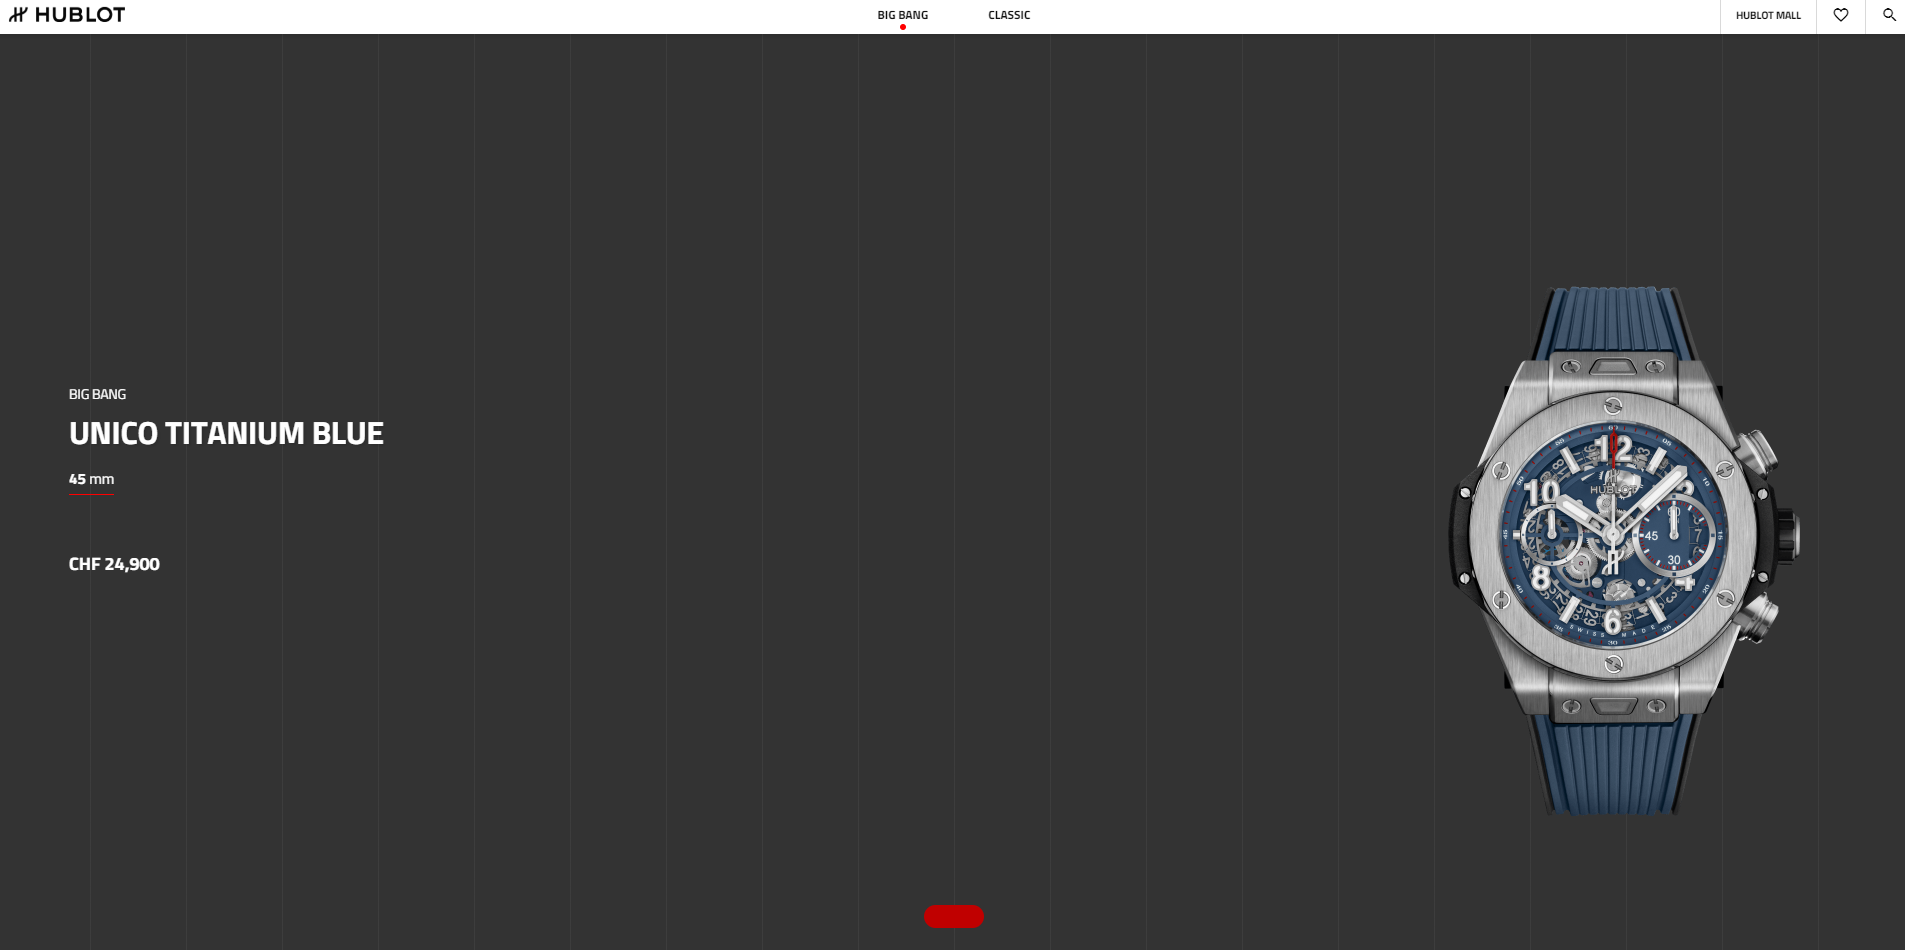 HUBLOT
BIG BANG
CLASSIC
HUBLOT MALL
BIG BANG
UNICO TITANIUM BLUE
45 mm
CHF 24,900
12
HUBLOT
10
45
30
8
4
6
SWISS MADE